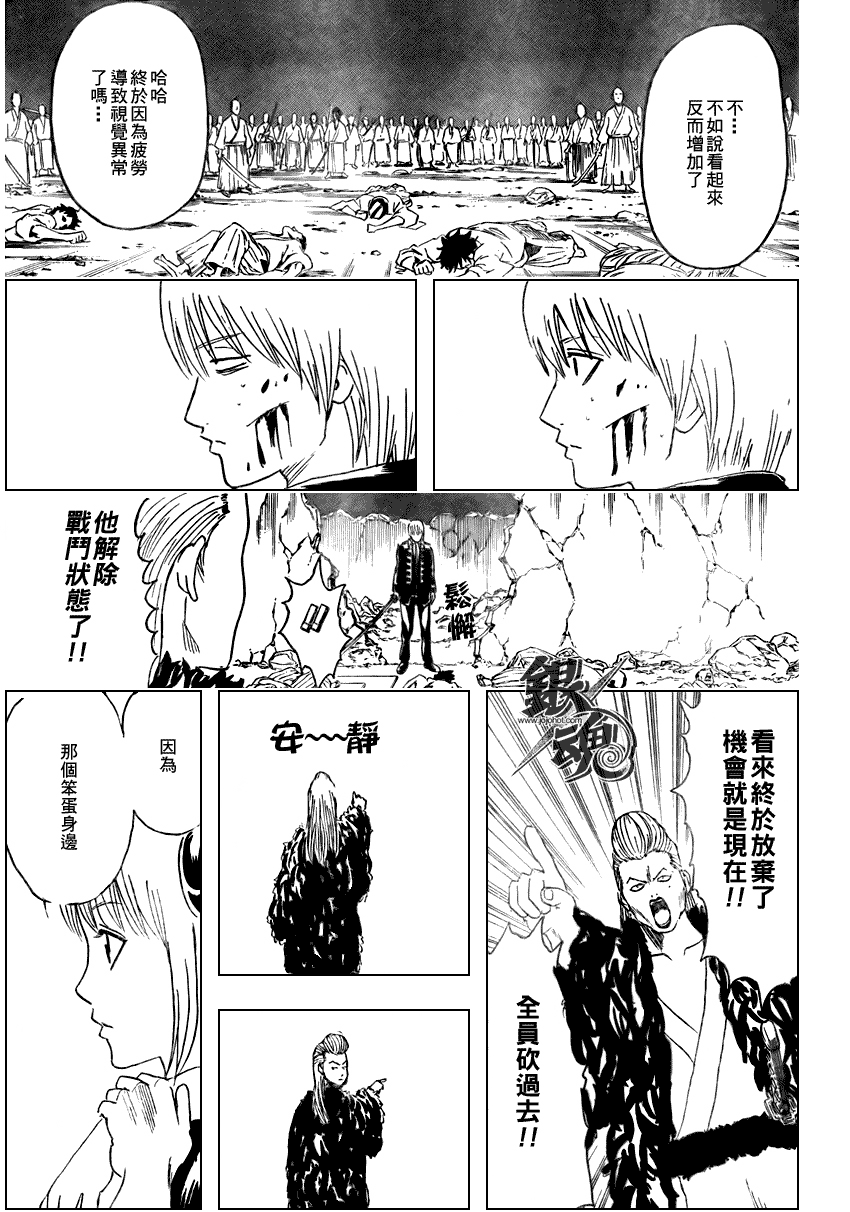 不…
不如說看起來
反而增加了
哈哈
終於因為疲勞
導致視覺異常
了嗎…
!!
鬆懈
他解除
戰鬥狀態了!!
銀魂
www.jojohot.com
看來終於放棄了
機會就是現在!!
全員砍過去!!
安~~靜
因為
那個笨蛋身邊